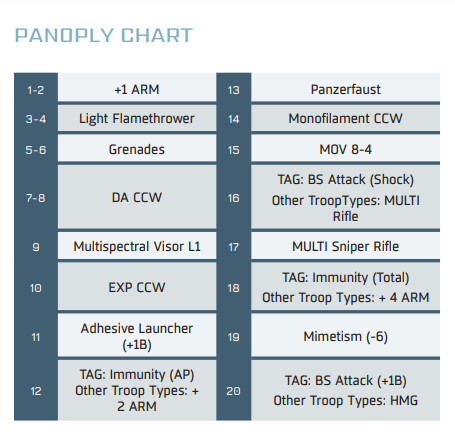 PANOPLY CHART
1-2 +1 ARM 13 Panzerfaust
3-4 Light Flamethrower 14 Monofilament CCW
5-6 Grenades 15 MOV 8-4
7-8 DA CCW 16 TAG: BS Attack (Shock)
Other TroopTypes: MULTI
Rifle
9 Multispectral Visor L1 17 MULTI Sniper Rifle
10 EXP CCW 18 TAG: Immunity (Total)
Other Troop Types: + 4 ARM
11 Adhesive Launcher
(+1B)
19 Mimetism (-6)
12 TAG: Immunity (AP)
Other Troop Types: +
2 ARM
20 TAG: BS Attack (+1B)
Other Troop Types: HMG